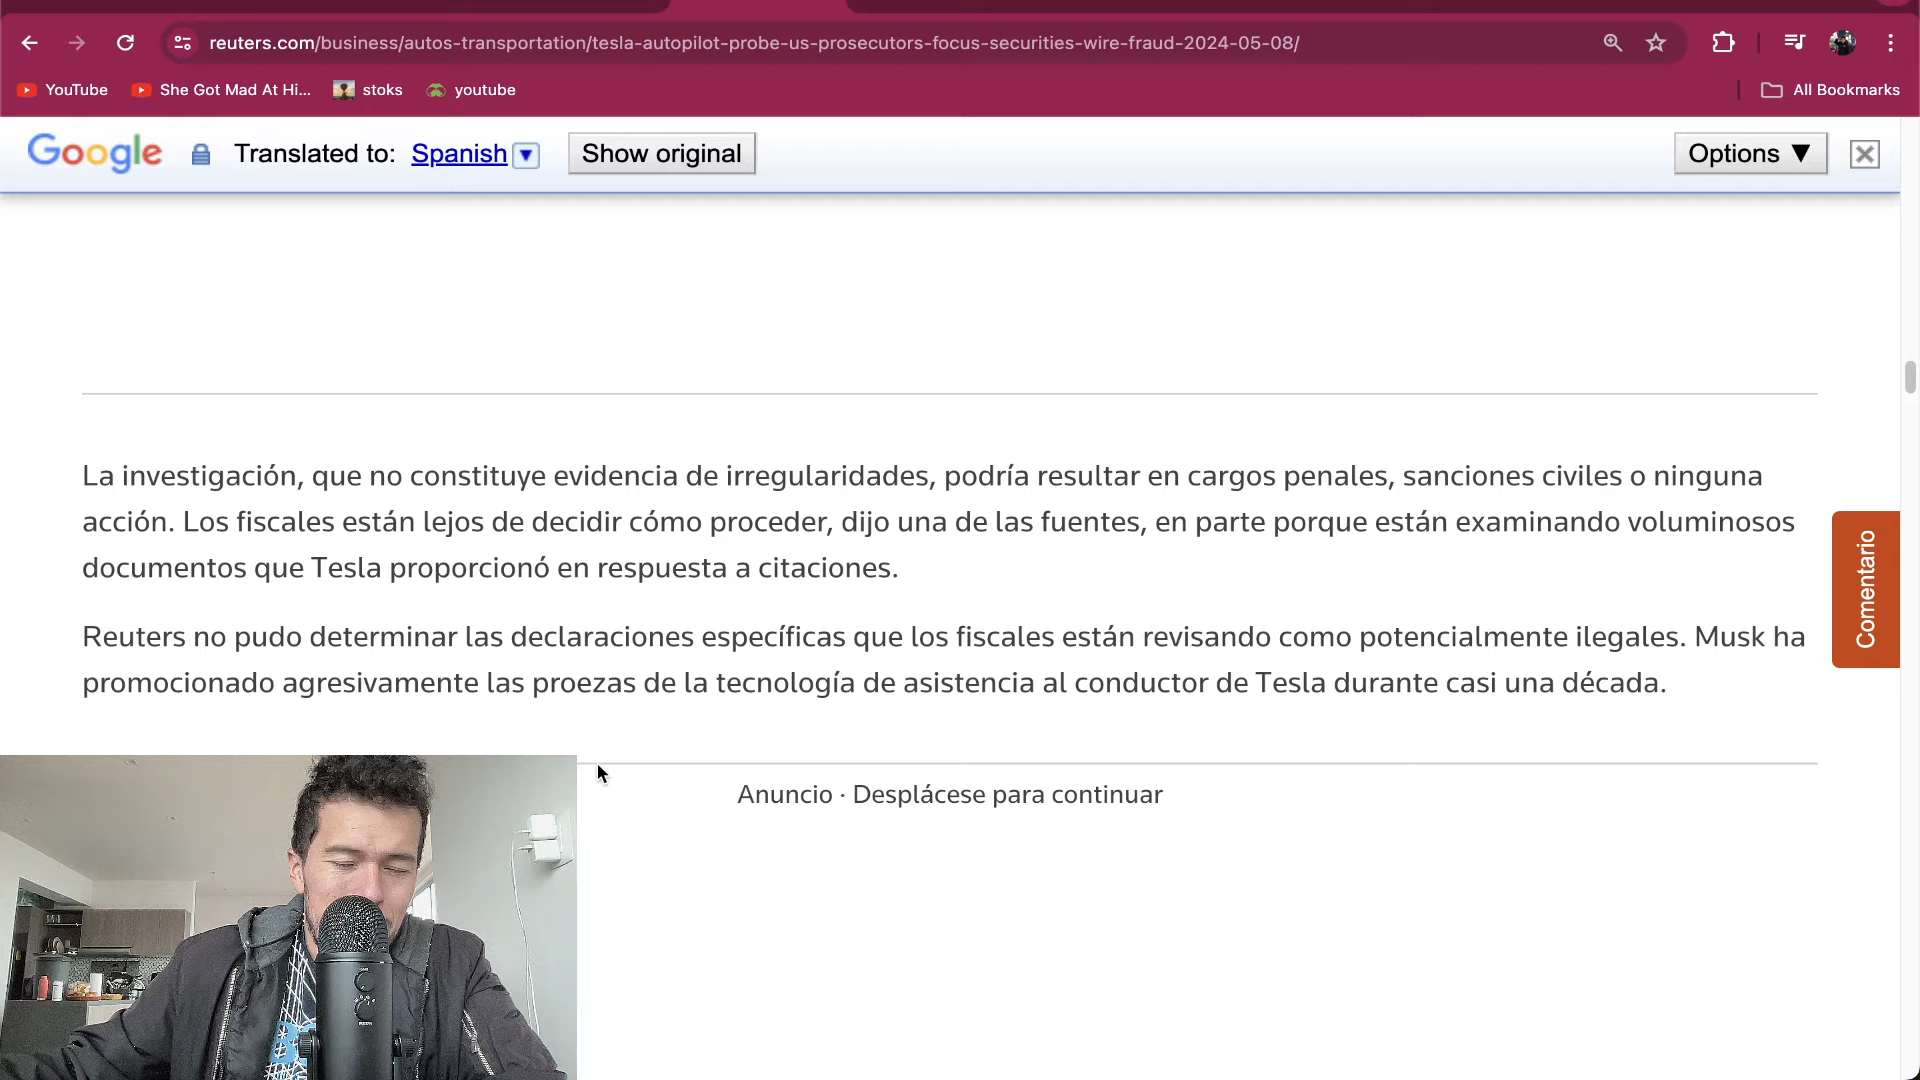 reuters.com/business/autos-transportation/tesla-autopilot-probe-us-prosecutors-focus-securities-wire-fraud-2024-05-08/
YouTube
She Got Mad At Hi...
stoks
youtube
All Bookmarks
Google
Translated to:
Spanish
Show original
Options ▼
La investigación, que no constituye evidencia de irregularidades, podría resultar en cargos penales, sanciones civiles o ninguna
acción. Los fiscales están lejos de decidir cómo proceder, dijo una de las fuentes, en parte porque están examinando voluminosos
documentos que Tesla proporcionó en respuesta a citaciones.
Comentario
Reuters no pudo determinar las declaraciones específicas que los fiscales están revisando como potencialmente ilegales. Musk ha
promocionado agresivamente las proezas de la tecnología de asistencia al conductor de Tesla durante casi una década.
Anuncio · Desplácese para continuar